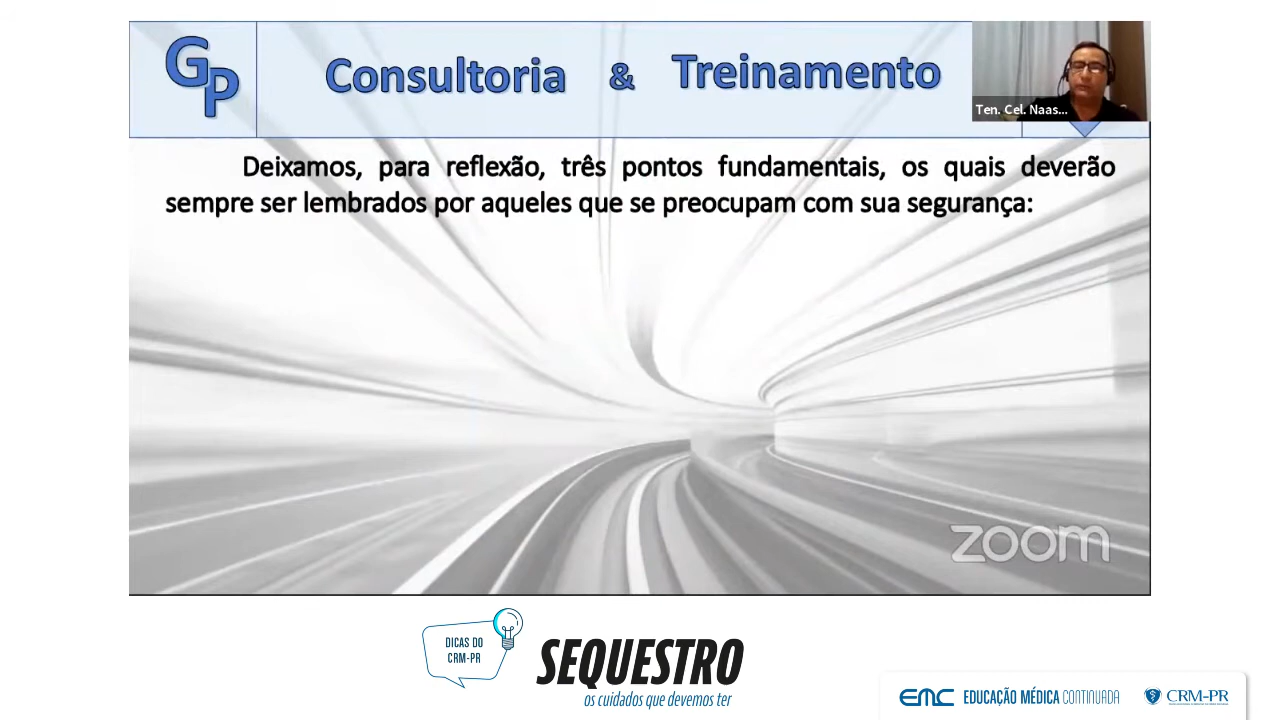 GP
Consultoria & Treinamento
Ten. Cel. Naas...
Deixamos, para reflexão, três pontos fundamentais, os quais deverão
sempre ser lembrados por aqueles que se preocupam com sua segurança:
zoom
DICAS DO
CRM-PR
SEQUESTRO
os cuidados que devemos ter
EMC EDUCAÇÃO MÉDICA CONTINUADA
CRM-PR